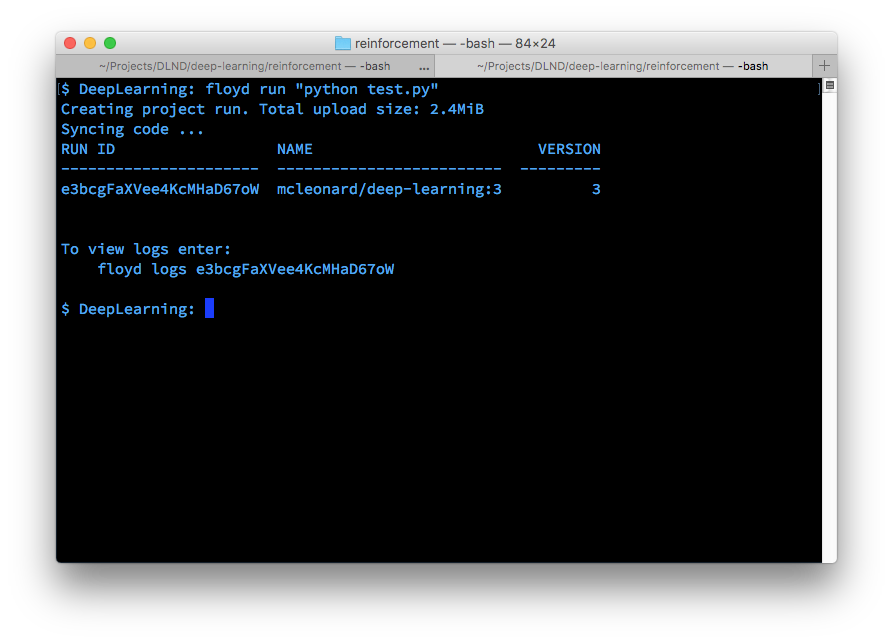 reinforcement — -bash — 84×24
~/Projects/DLND/deep-learning/reinforcement — -bash ... ~/Projects/DLND/deep-learning/reinforcement — -bash +
[$ DeepLearning: floyd run "python test.py" ]
Creating project run. Total upload size: 2.4MiB
Syncing code ...
RUN ID NAME VERSION
---------------------- ------------------------- ---------
e3bcgFaXVee4KcMHaD67oW mcleonard/deep-learning:3 3
To view logs enter:
floyd logs e3bcgFaXVee4KcMHaD67oW
$ DeepLearning: